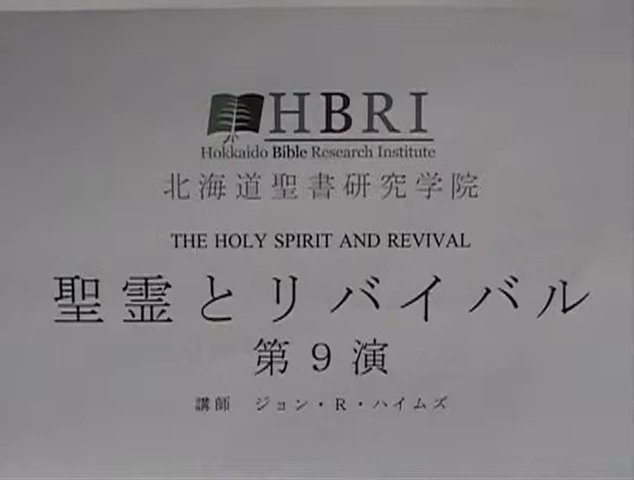 HBRI
Hokkaido Bible Research Institute
北海道聖書研究学院
THE HOLY SPIRIT AND REVIVAL
聖霊とリバイバル
第９演
講師　ジョン・Ｒ・ハイムズ